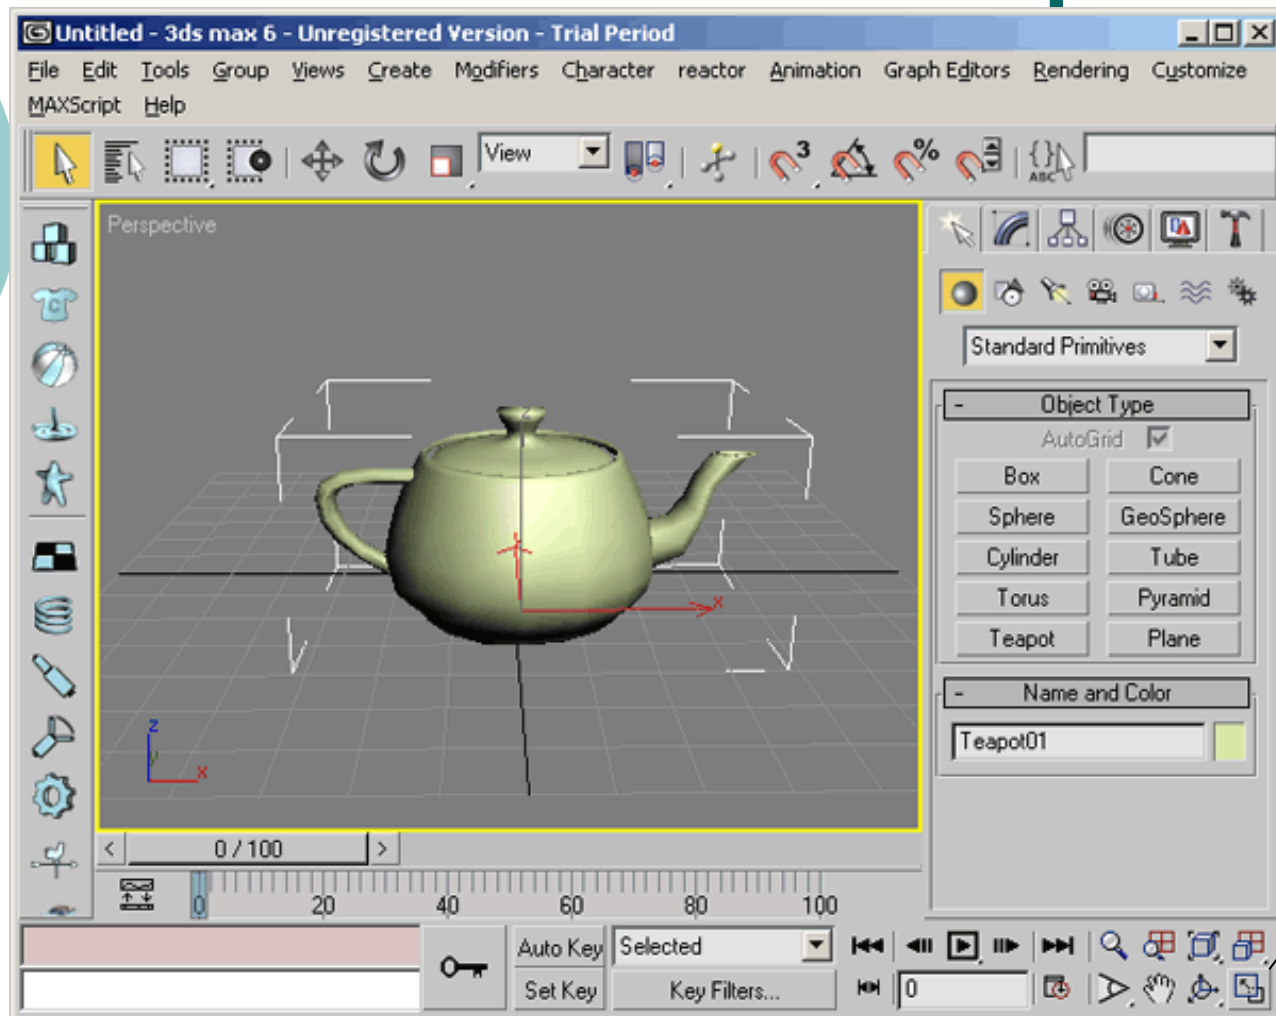 Untitled - 3ds max 6 - Unregistered Version - Trial Period
File Edit Tools Group Views Create Modifiers Character reactor Animation Graph Editors Rendering Customize
MAXScript Help
View
3
%
ABC
Perspective
C
Standard Primitives
- Object Type
AutoGrid
Box Cone
Sphere GeoSphere
Cylinder Tube
Torus Pyramid
Teapot Plane
- Name and Color
Teapot01
z
x
z
y
x
< 0 / 100 >
0 20 40 60 80 100
Auto Key Selected
Set Key Key Filters... 0